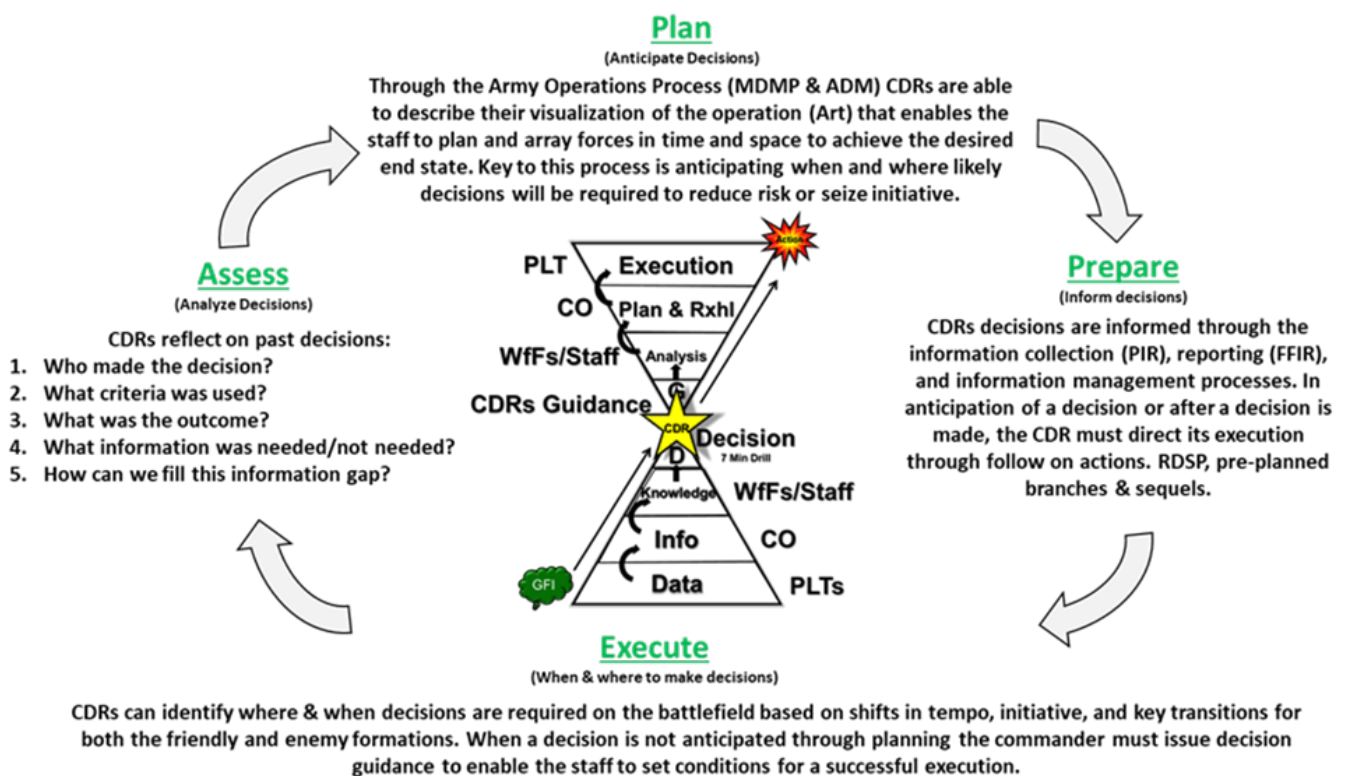 Plan
(Anticipate Decisions)
Through the Army Operations Process (MDMP & ADM) CDRs are able
to describe their visualization of the operation (Art) that enables the
staff to plan and array forces in time and space to achieve the desired
end state. Key to this process is anticipating when and where likely
decisions will be required to reduce risk or seize initiative.
Prepare
(Inform decisions)
CDRs decisions are informed through the
information collection (PIR), reporting (FFIR),
and information management processes. In
anticipation of a decision or after a decision is
made, the CDR must direct its execution
through follow on actions. RDSP, pre-planned
branches & sequels.
Execute
(When & where to make decisions)
CDRs can identify where & when decisions are required on the battlefield based on shifts in tempo, initiative, and key transitions for
both the friendly and enemy formations. When a decision is not anticipated through planning the commander must issue decision
guidance to enable the staff to set conditions for a successful execution.
Assess
(Analyze Decisions)
CDRs reflect on past decisions:
1. Who made the decision?
2. What criteria was used?
3. What was the outcome?
4. What information was needed/not needed?
5. How can we fill this information gap?
Action
PLT
Execution
CO
Plan & Rxhl
WfFs/Staff
Analysis
G
CDRs Guidance
CDR
Decision
7 Min Drill
D
Knowledge
WfFs/Staff
Info
CO
GFI
Data
PLTs